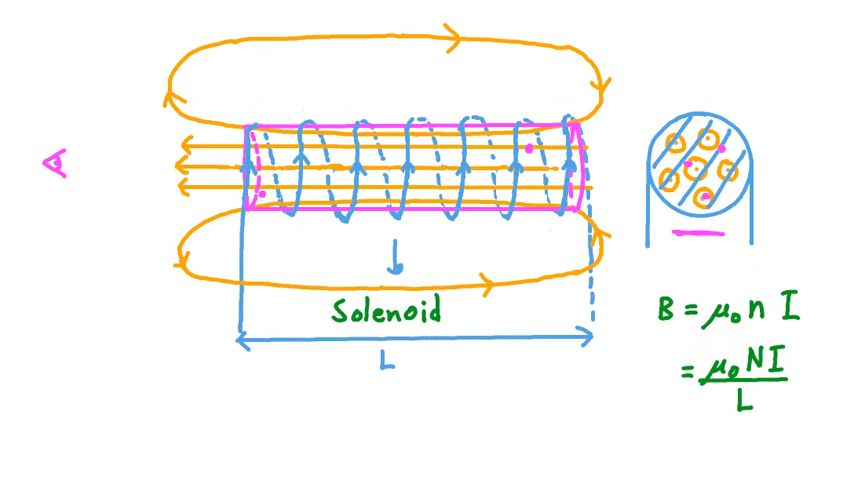 Solenoid
L
B = μ₀ n I
= μ₀NI
L